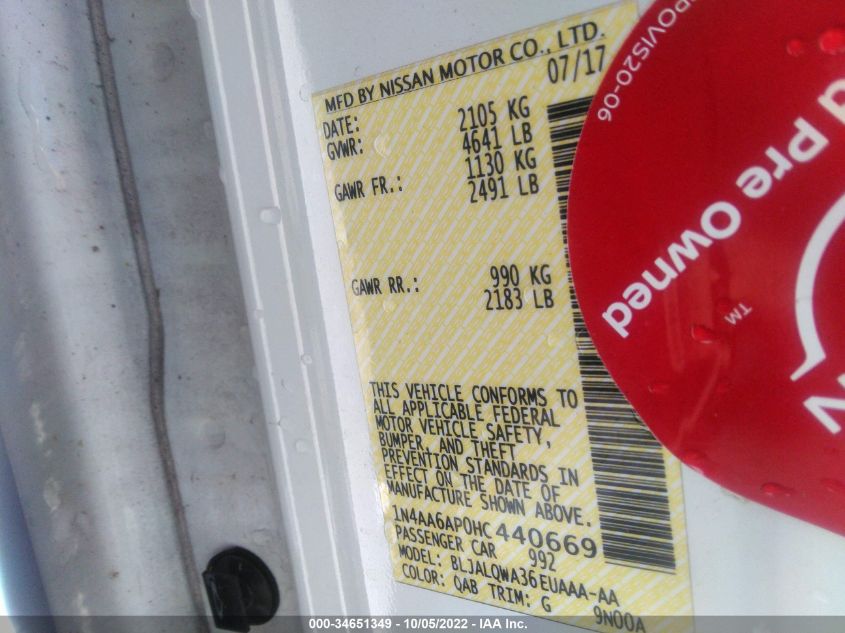 MFD BY NISSAN MOTOR CO., LTD.
DATE: 07/17
GVWR: 2105 KG
4641 LB
GAWR FR.: 1130 KG
2491 LB
GAWR RR.: 990 KG
2183 LB
THIS VEHICLE CONFORMS TO
ALL APPLICABLE FEDERAL
MOTOR VEHICLE SAFETY,
BUMPER, AND THEFT
PREVENTION STANDARDS IN
EFFECT ON THE DATE OF
MANUFACTURE SHOWN ABOVE.
1N4AA6AP0HC440669
PASSENGER CAR 992
MODEL: BLJALQWA36EUAAA-AA
COLOR: QAB TRIM: G 9N00A
POVIS20-06
d Pre Owned
TM
000-34651349 - 10/05/2022 - IAA Inc.